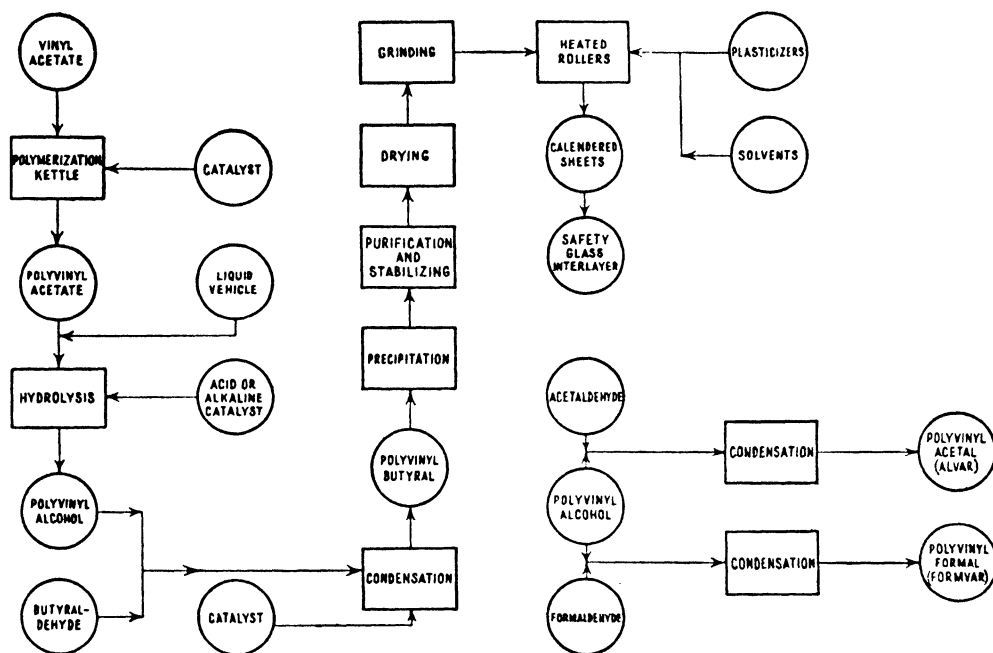 VINYL
ACETATE
POLYMERIZATION
KETTLE
CATALYST
POLYVINYL
ACETATE
LIQUID
VEHICLE
HYDROLYSIS
ACID OR
ALKALINE
CATALYST
POLYVINYL
ALCOHOL
BUTYRAL-
DEHYDE
CATALYST
CONDENSATION
POLYVINYL
BUTYRAL
PRECIPITATION
PURIFICATION
AND
STABILIZING
DRYING
GRINDING
HEATED
ROLLERS
PLASTICIZERS
SOLVENTS
CALENDERED
SHEETS
SAFETY
GLASS
INTERLAYER
ACETALDEHYDE
POLYVINYL
ALCOHOL
FORMALDEHYDE
CONDENSATION
POLYVINYL
ACETAL
(ALVAR)
CONDENSATION
POLYVINYL
FORMAL
(FORMVAR)